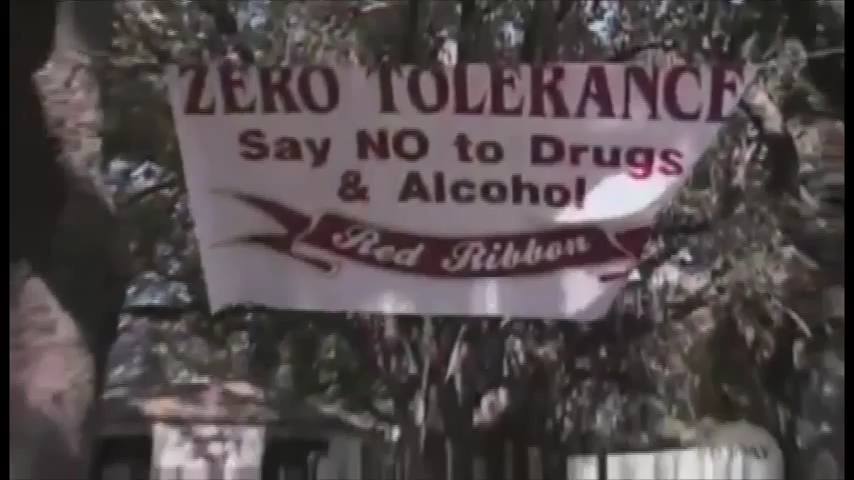 ZERO TOLERANCE
Say NO to Drugs
& Alcohol
Red Ribbon